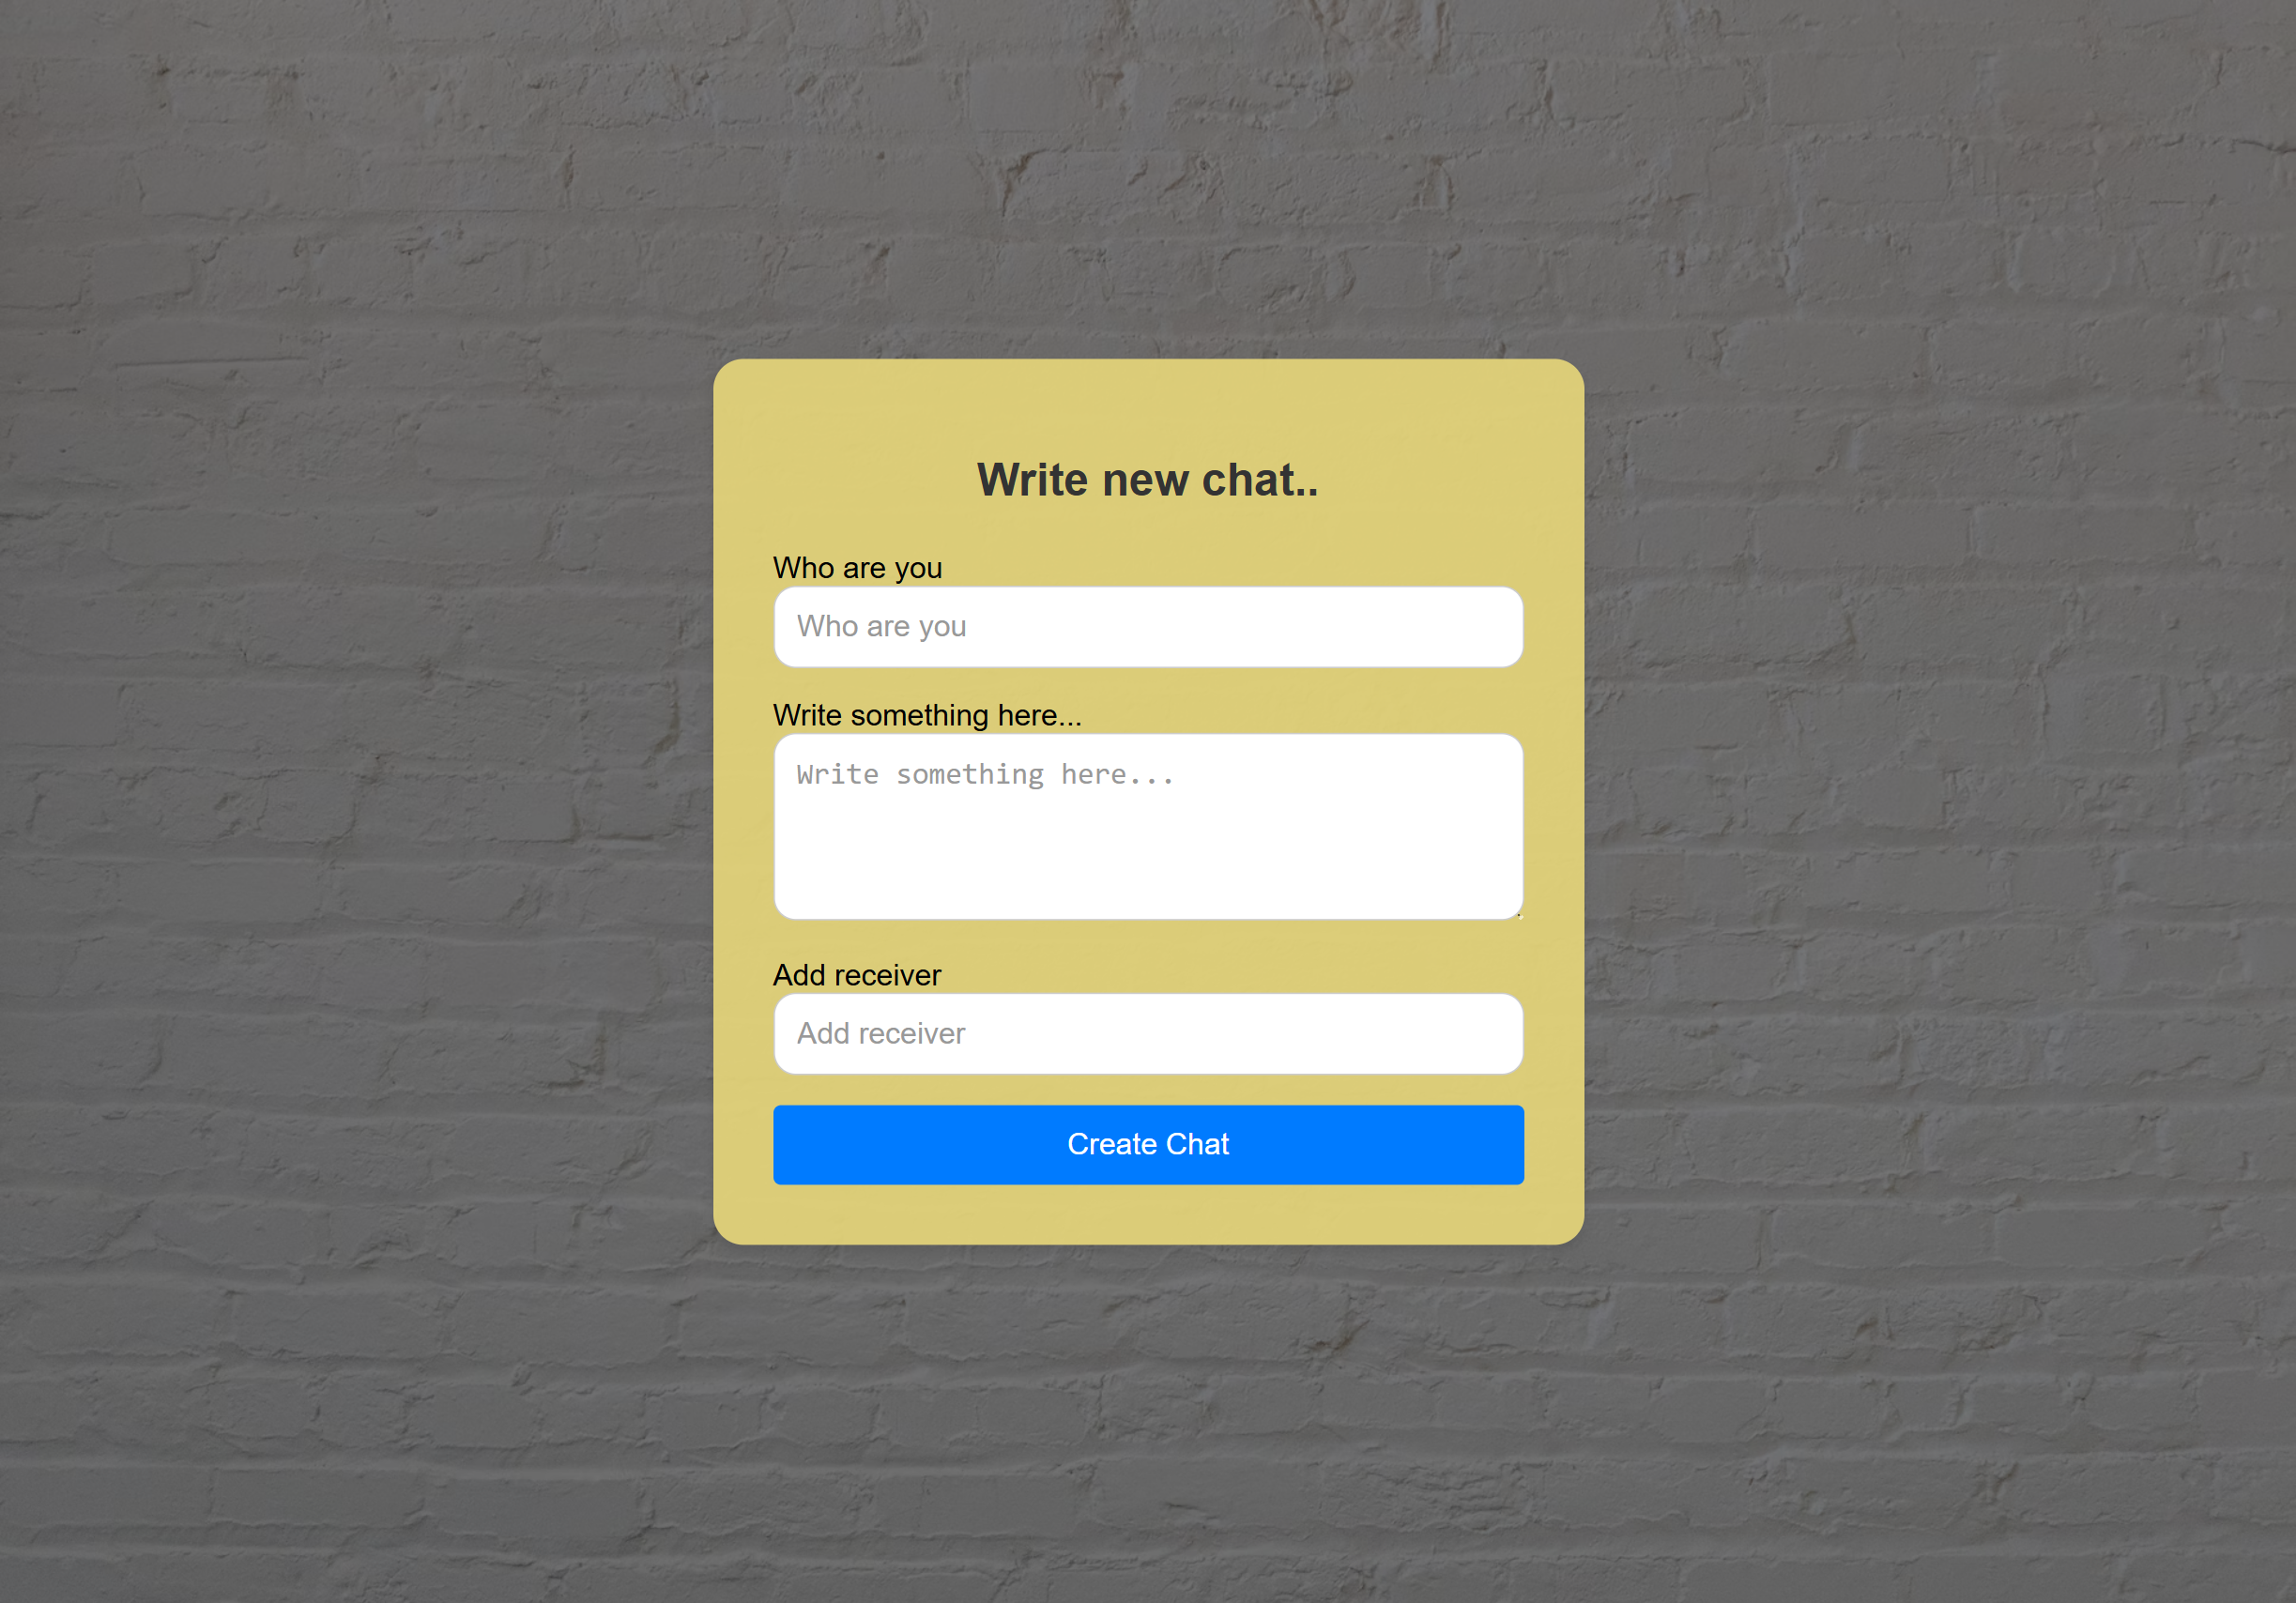 Write new chat..
Who are you
Who are you
Write something here...
Write something here...
Add receiver
Add receiver
Create Chat